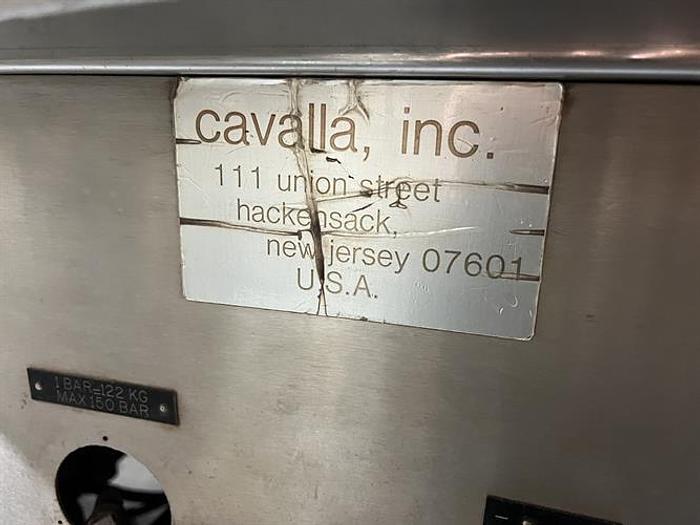 cavalla, inc.
111 union street
hackensack,
new jersey 07601
U.S.A.
1 BAR=122 KG
MAX 150 BAR